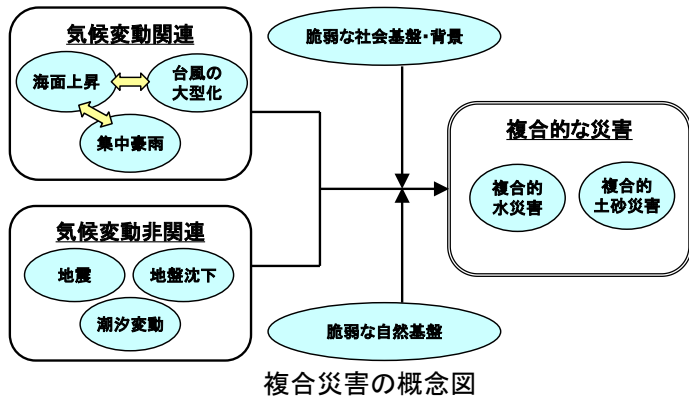 気候変動関連
海面上昇
台風の
大型化
集中豪雨
気候変動非関連
地震
地盤沈下
潮汐変動
脆弱な社会基盤・背景
脆弱な自然基盤
複合的な災害
複合的
水災害
複合的
土砂災害
複合災害の概念図